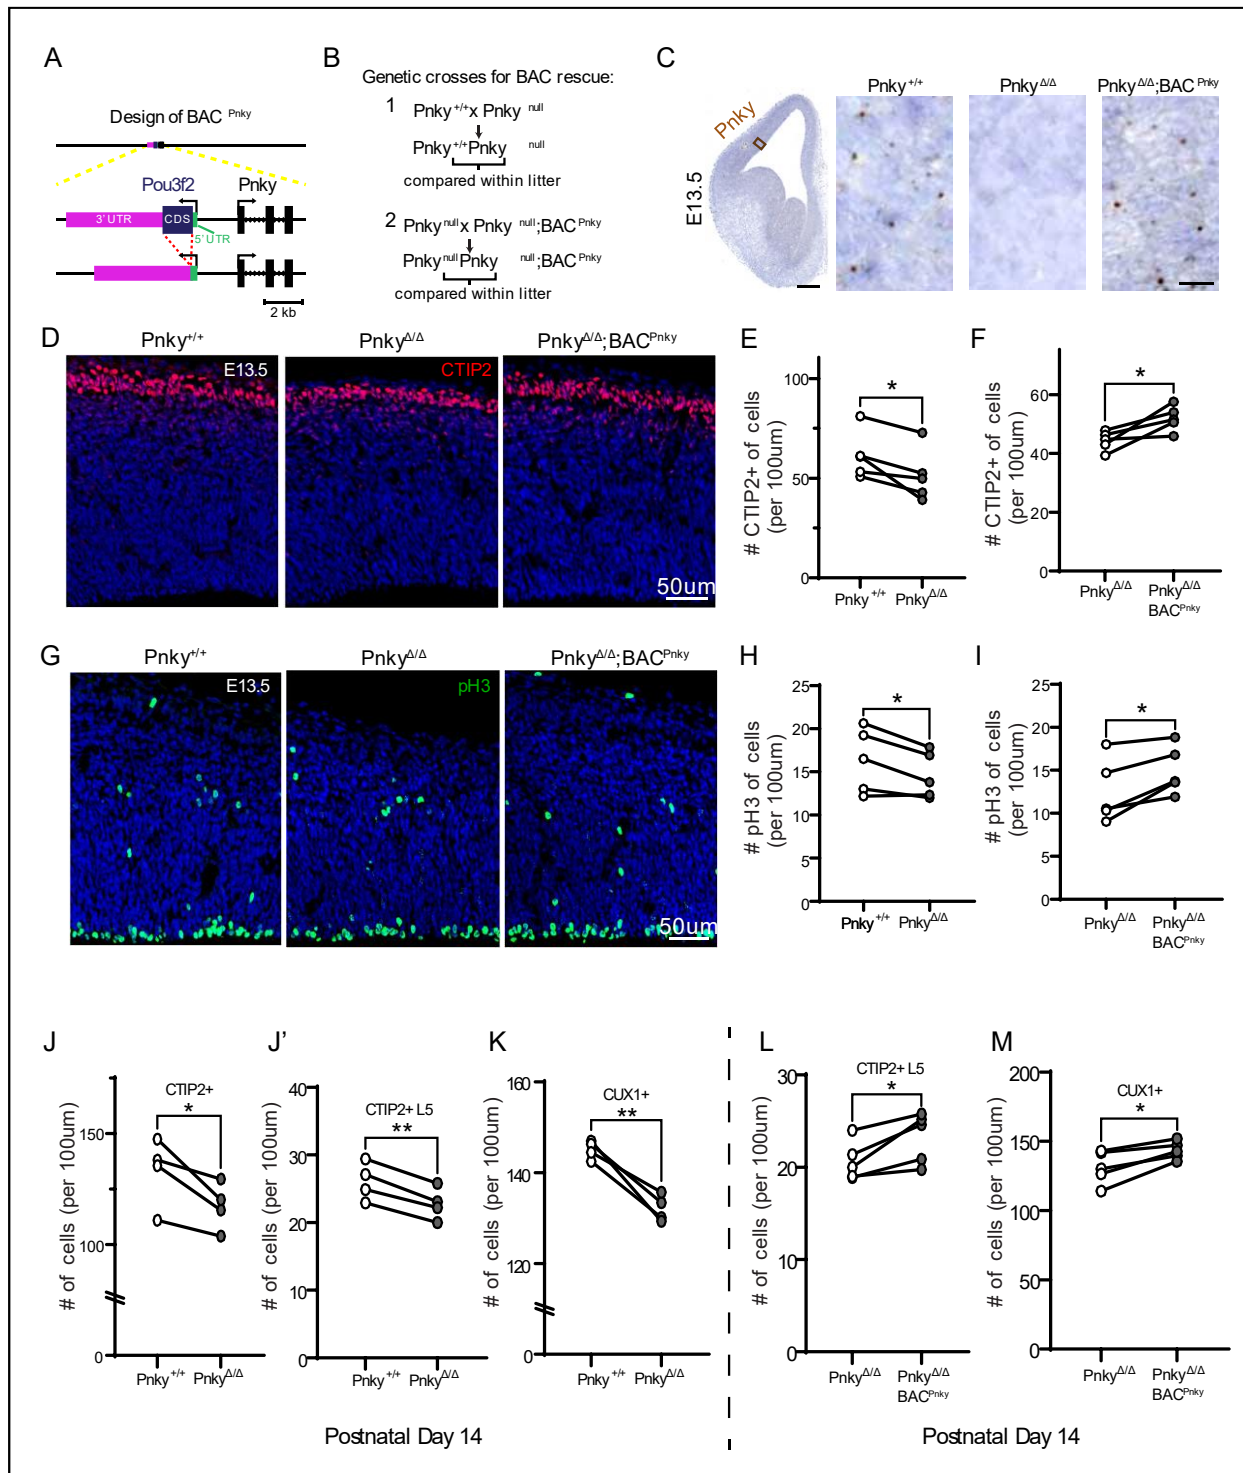 A
Design of BAC Pnky
Pou3f2
Pnky
3' UTR
CDS
5' UTR
2 kb
B
Genetic crosses for BAC rescue:
1
Pnky +/+ x Pnky null
Pnky +/+ Pnky null
compared within litter
2
Pnky null x Pnky null ;BAC Pnky
Pnky null Pnky null ;BAC Pnky
compared within litter
C
Pnky
E13.5
Pnky+/+
PnkyΔ/Δ
PnkyΔ/Δ;BACPnky
D
Pnky+/+
PnkyΔ/Δ
PnkyΔ/Δ;BACPnky
E13.5
CTIP2
50um
E
# CTIP2+ of cells
(per 100um)
100
50
0
*
Pnky +/+
PnkyΔ/Δ
F
# CTIP2+ of cells
(per 100um)
60
40
20
0
*
PnkyΔ/Δ
PnkyΔ/Δ
BACPnky
G
Pnky+/+
PnkyΔ/Δ
PnkyΔ/Δ;BACPnky
E13.5
pH3
50um
H
# pH3 of cells
(per 100um)
25
20
15
10
5
0
*
Pnky+/+
PnkyΔ/Δ
I
# pH3 of cells
(per 100um)
25
20
15
10
5
0
*
PnkyΔ/Δ
PnkyΔ/Δ
BACPnky
J
# of cells (per 100um)
150
100
0
CTIP2+
*
Pnky +/+
PnkyΔ/Δ
J'
# of cells (per 100um)
40
30
20
10
0
CTIP2+ L5
**
Pnky +/+
PnkyΔ/Δ
K
# of cells (per 100um)
160
140
120
0
CUX1+
**
Pnky +/+
PnkyΔ/Δ
Postnatal Day 14
L
# of cells (per 100um)
30
20
10
0
CTIP2+ L5
*
PnkyΔ/Δ
PnkyΔ/Δ
BACPnky
M
# of cells (per 100um)
200
150
100
50
0
CUX1+
*
PnkyΔ/Δ
PnkyΔ/Δ
BACPnky
Postnatal Day 14